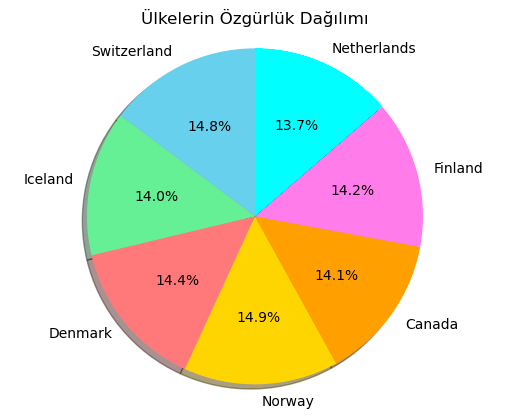 Ülkelerin Özgürlük Dağılımı
Switzerland
14.8%
Iceland
14.0%
Denmark
14.4%
Norway
14.9%
Canada
14.1%
Finland
14.2%
Netherlands
13.7%